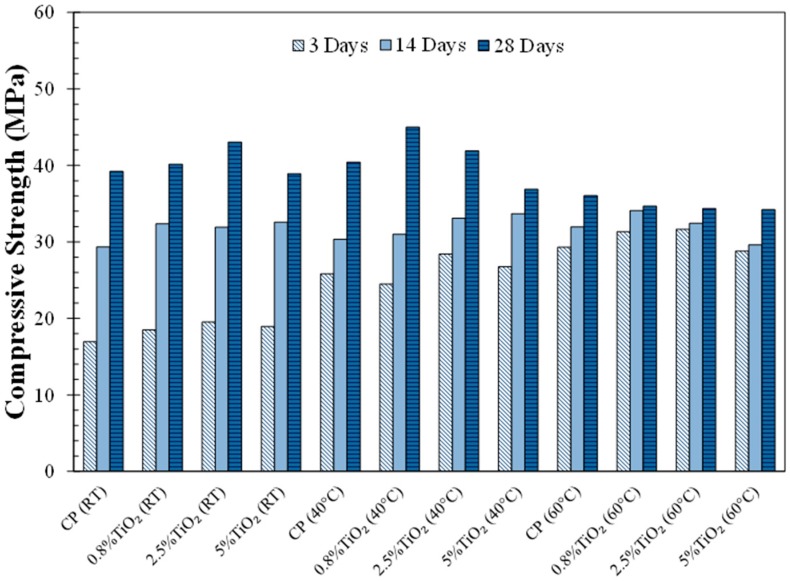 60
50
40
30
20
10
0
Compressive Strength (MPa)
3 Days 14 Days 28 Days
CP (RT)
0.8%TiO₂ (RT)
2.5%TiO₂ (RT)
5%TiO₂ (RT)
CP (40°C)
0.8%TiO₂ (40°C)
2.5%TiO₂ (40°C)
5%TiO₂ (40°C)
CP (60°C)
0.8%TiO₂ (60°C)
2.5%TiO₂ (60°C)
5%TiO₂ (60°C)